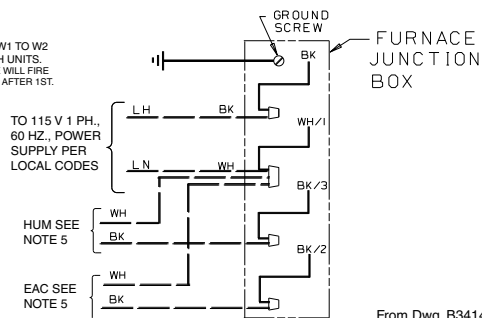 W1 TO W2
H UNITS.
WILL FIRE
AFTER 1ST.
GROUND
SCREW
FURNACE
JUNCTION
BOX
BK
TO 115 V 1 PH.,
60 HZ., POWER
SUPPLY PER
LOCAL CODES
LH BK
WH/1
LN WH
BK/3
HUM SEE
NOTE 5
WH
BK
BK/2
EAC SEE
NOTE 5
WH
BK
From Dwg. B3414